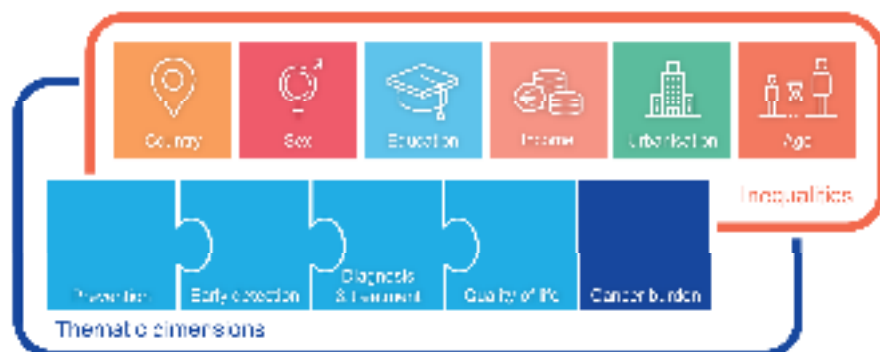 Country
Sex
Education
Income
Urbanisation
Age
Inequalities
Prevention
Early detection
Diagnosis
& treatment
Quality of life
Cancer burden
Thematic dimensions